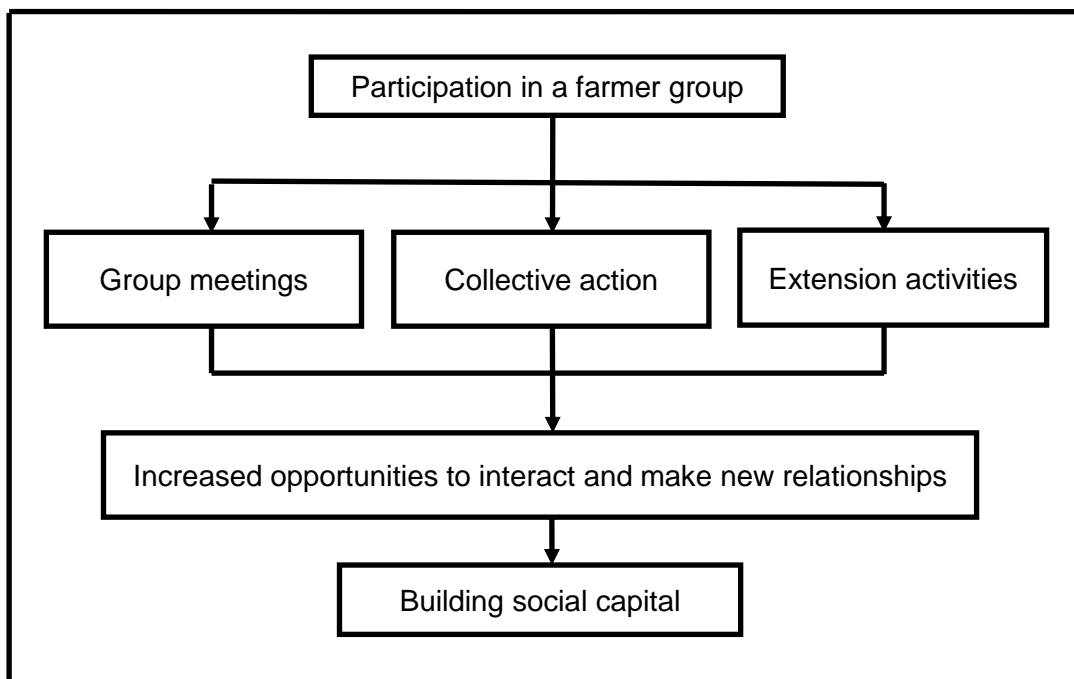 Participation in a farmer group
Group meetings
Collective action
Extension activities
Increased opportunities to interact and make new relationships
Building social capital